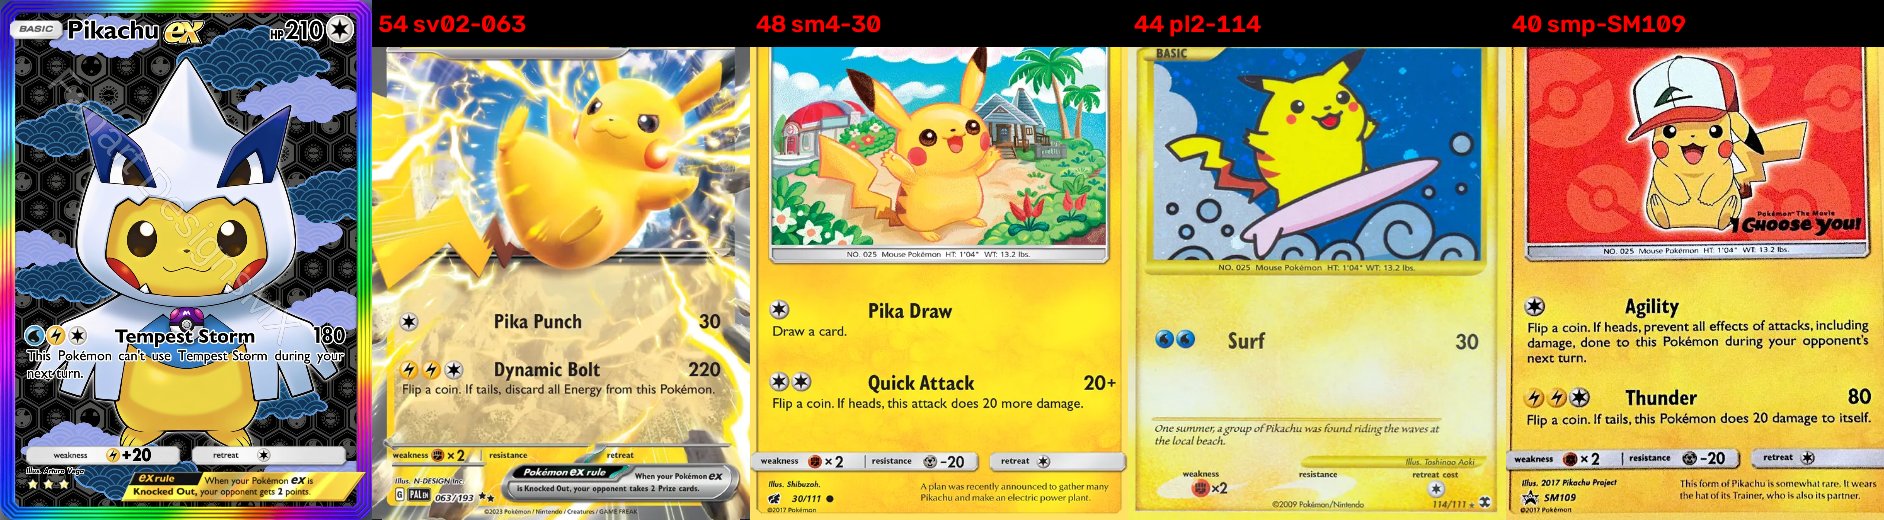 BASIC Pikachu ex HP 210
Tempest Storm 180
This Pokémon can't use Tempest Storm during your
next turn.
weakness +20 retreat
Illus. Arturo Vega
ex rule When your Pokémon ex is
Knocked Out, your opponent gets 2 points.
54 sv02-063
Pika Punch 30
Dynamic Bolt 220
Flip a coin. If tails, discard all Energy from this Pokémon.
weakness ×2 resistance retreat
Illus. N-DESIGN Inc.
G PAL EN 063/193
Pokémon ex rule When your Pokémon ex
is Knocked Out, your opponent takes 2 Prize cards.
©2023 Pokémon / Nintendo / Creatures / GAME FREAK
48 sm4-30
NO. 025 Mouse Pokémon HT: 1'04" WT: 13.2 lbs.
Pika Draw
Draw a card.
Quick Attack 20+
Flip a coin. If heads, this attack does 20 more damage.
weakness ×2 resistance -20 retreat
Illus. Shibuzoh.
30/111
©2017 Pokémon
A plan was recently announced to gather many
Pikachu and make an electric power plant.
44 pl2-114
BASIC
NO. 025 Mouse Pokémon HT: 1'04" WT: 13.2 lbs.
Surf 30
One summer, a group of Pikachu was found riding the waves at
the local beach.
Illus. Toshinao Aoki
weakness resistance retreat cost
×2
©2009 Pokémon/Nintendo 114/111
40 smp-SM109
Pokémon The Movie
I Choose You!
NO. 025 Mouse Pokémon HT: 1'04" WT: 13.2 lbs.
Agility
Flip a coin. If heads, prevent all effects of attacks, including
damage, done to this Pokémon during your opponent's
next turn.
Thunder 80
Flip a coin. If tails, this Pokémon does 20 damage to itself.
weakness ×2 resistance -20 retreat
Illus. 2017 Pikachu Project
SM109
©2017 Pokémon
This form of Pikachu is somewhat rare. It wears
the hat of its Trainer, who is also its partner.